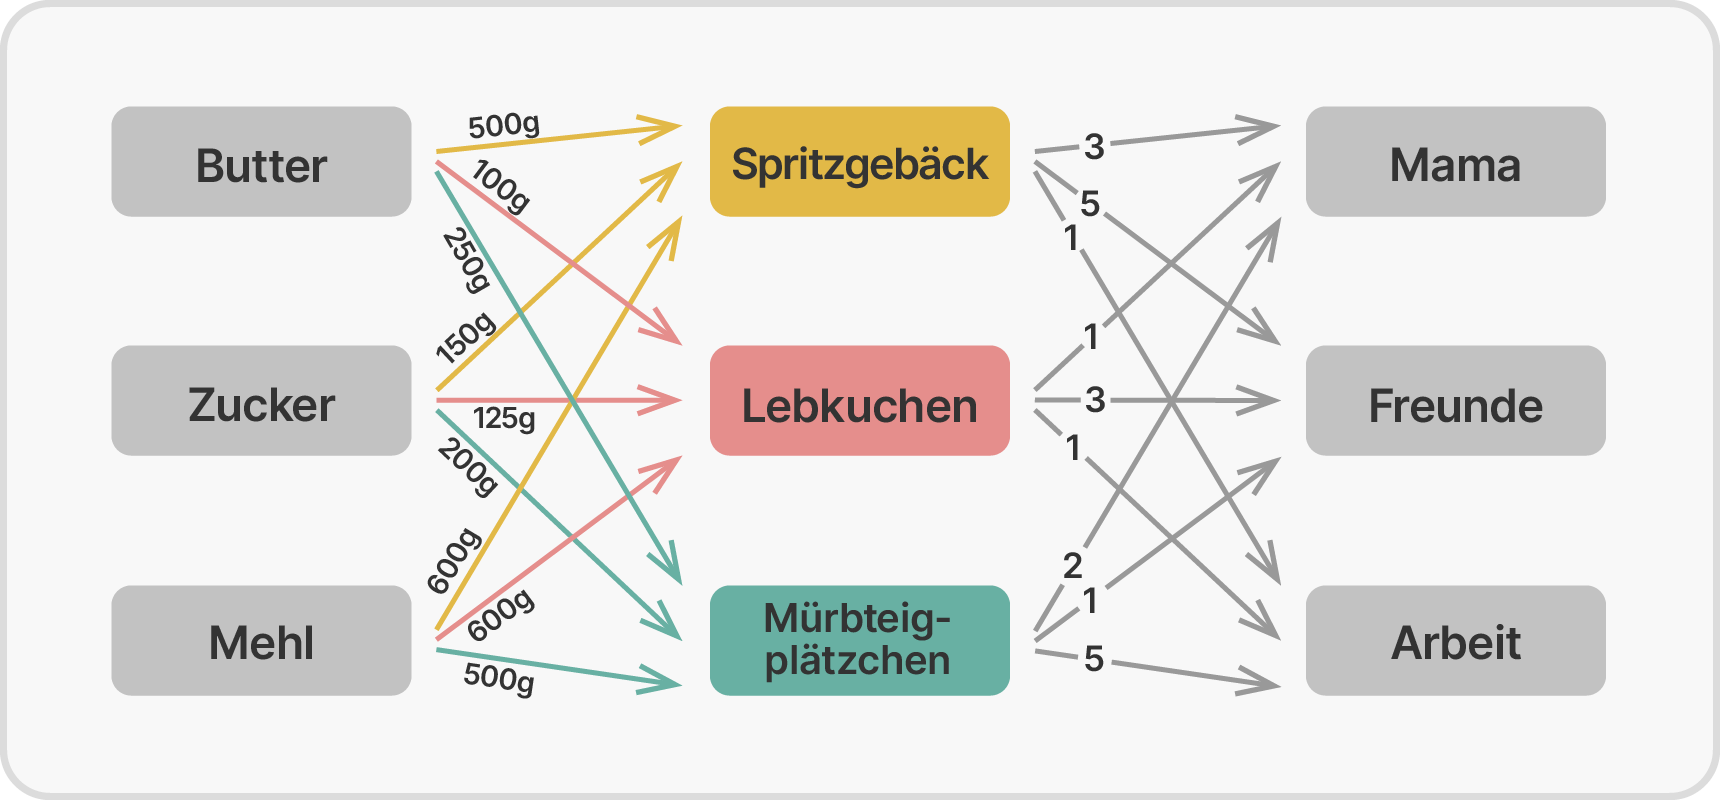 Butter
500g
100g
250g
Spritzgebäck
3
5
1
Mama
Zucker
150g
125g
200g
Lebkuchen
1
3
1
Freunde
Mehl
600g
600g
500g
Mürbteig-
plätzchen
2
1
5
Arbeit